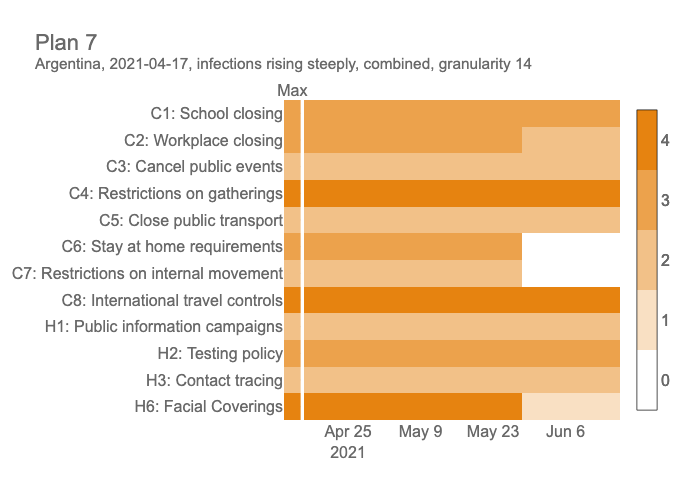 Plan 7
Argentina, 2021-04-17, infections rising steeply, combined, granularity 14
Max
C1: School closing
C2: Workplace closing
C3: Cancel public events
C4: Restrictions on gatherings
C5: Close public transport
C6: Stay at home requirements
C7: Restrictions on internal movement
C8: International travel controls
H1: Public information campaigns
H2: Testing policy
H3: Contact tracing
H6: Facial Coverings
Apr 25 May 9 May 23 Jun 6
2021
4
3
2
1
0